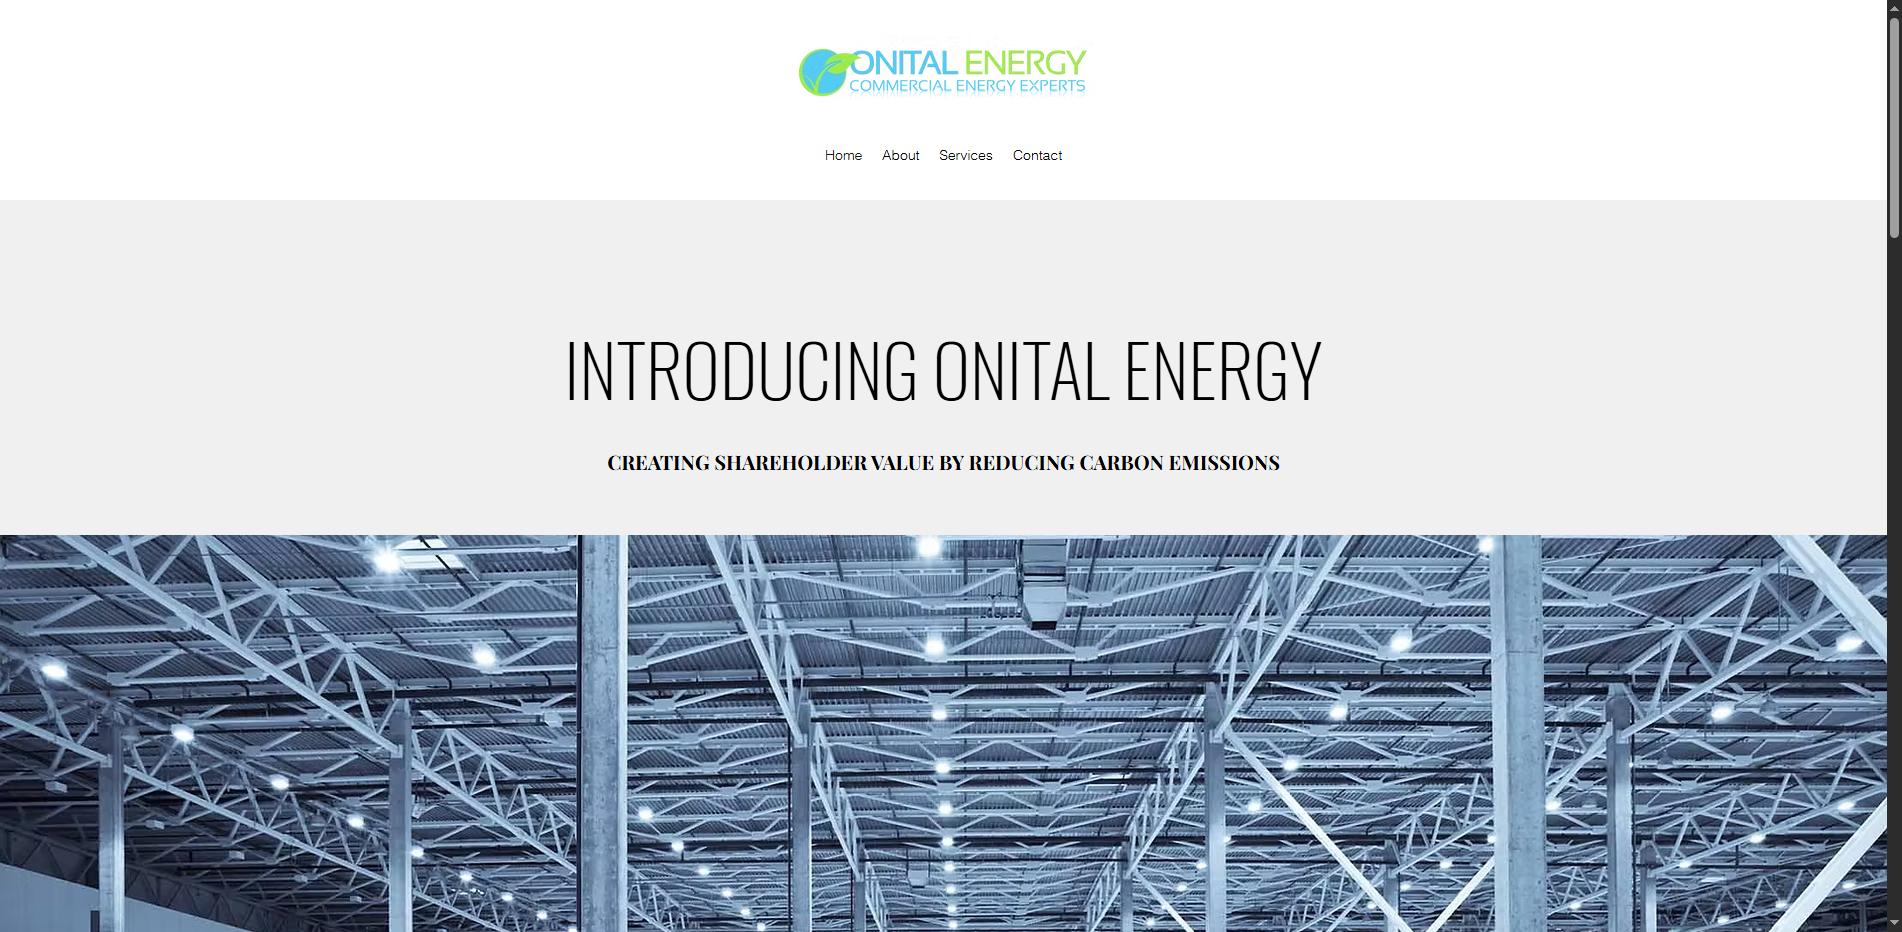 ONITAL ENERGY
COMMERCIAL ENERGY EXPERTS
Home About Services Contact
INTRODUCING ONITAL ENERGY
CREATING SHAREHOLDER VALUE BY REDUCING CARBON EMISSIONS